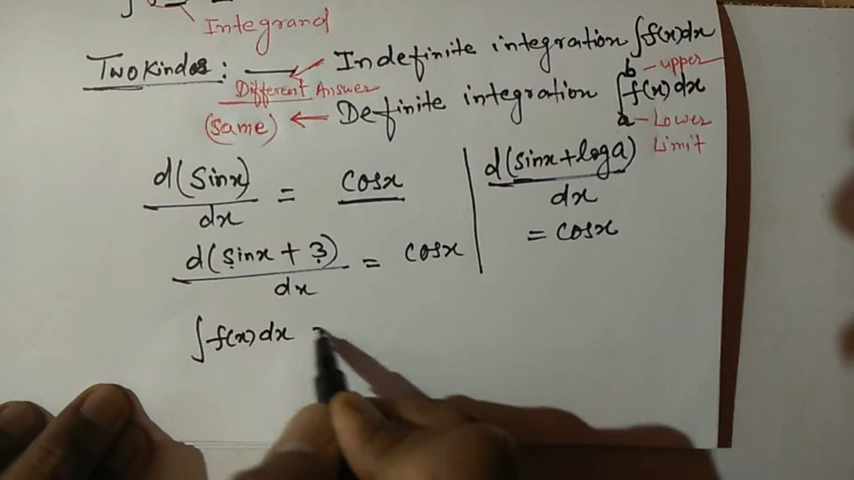 ∫
Integrand
Two Kindos : Indefinite integration ∫f(x)dx
b - upper
Different Answer
Definite integration ∫f(x)dx
(same)
a - Lower
Limit
d(Sinx)/dx = cosx
d(sinx+loga)/dx
= cosx
d(sinx + 3)/dx = cosx
∫f(x)dx